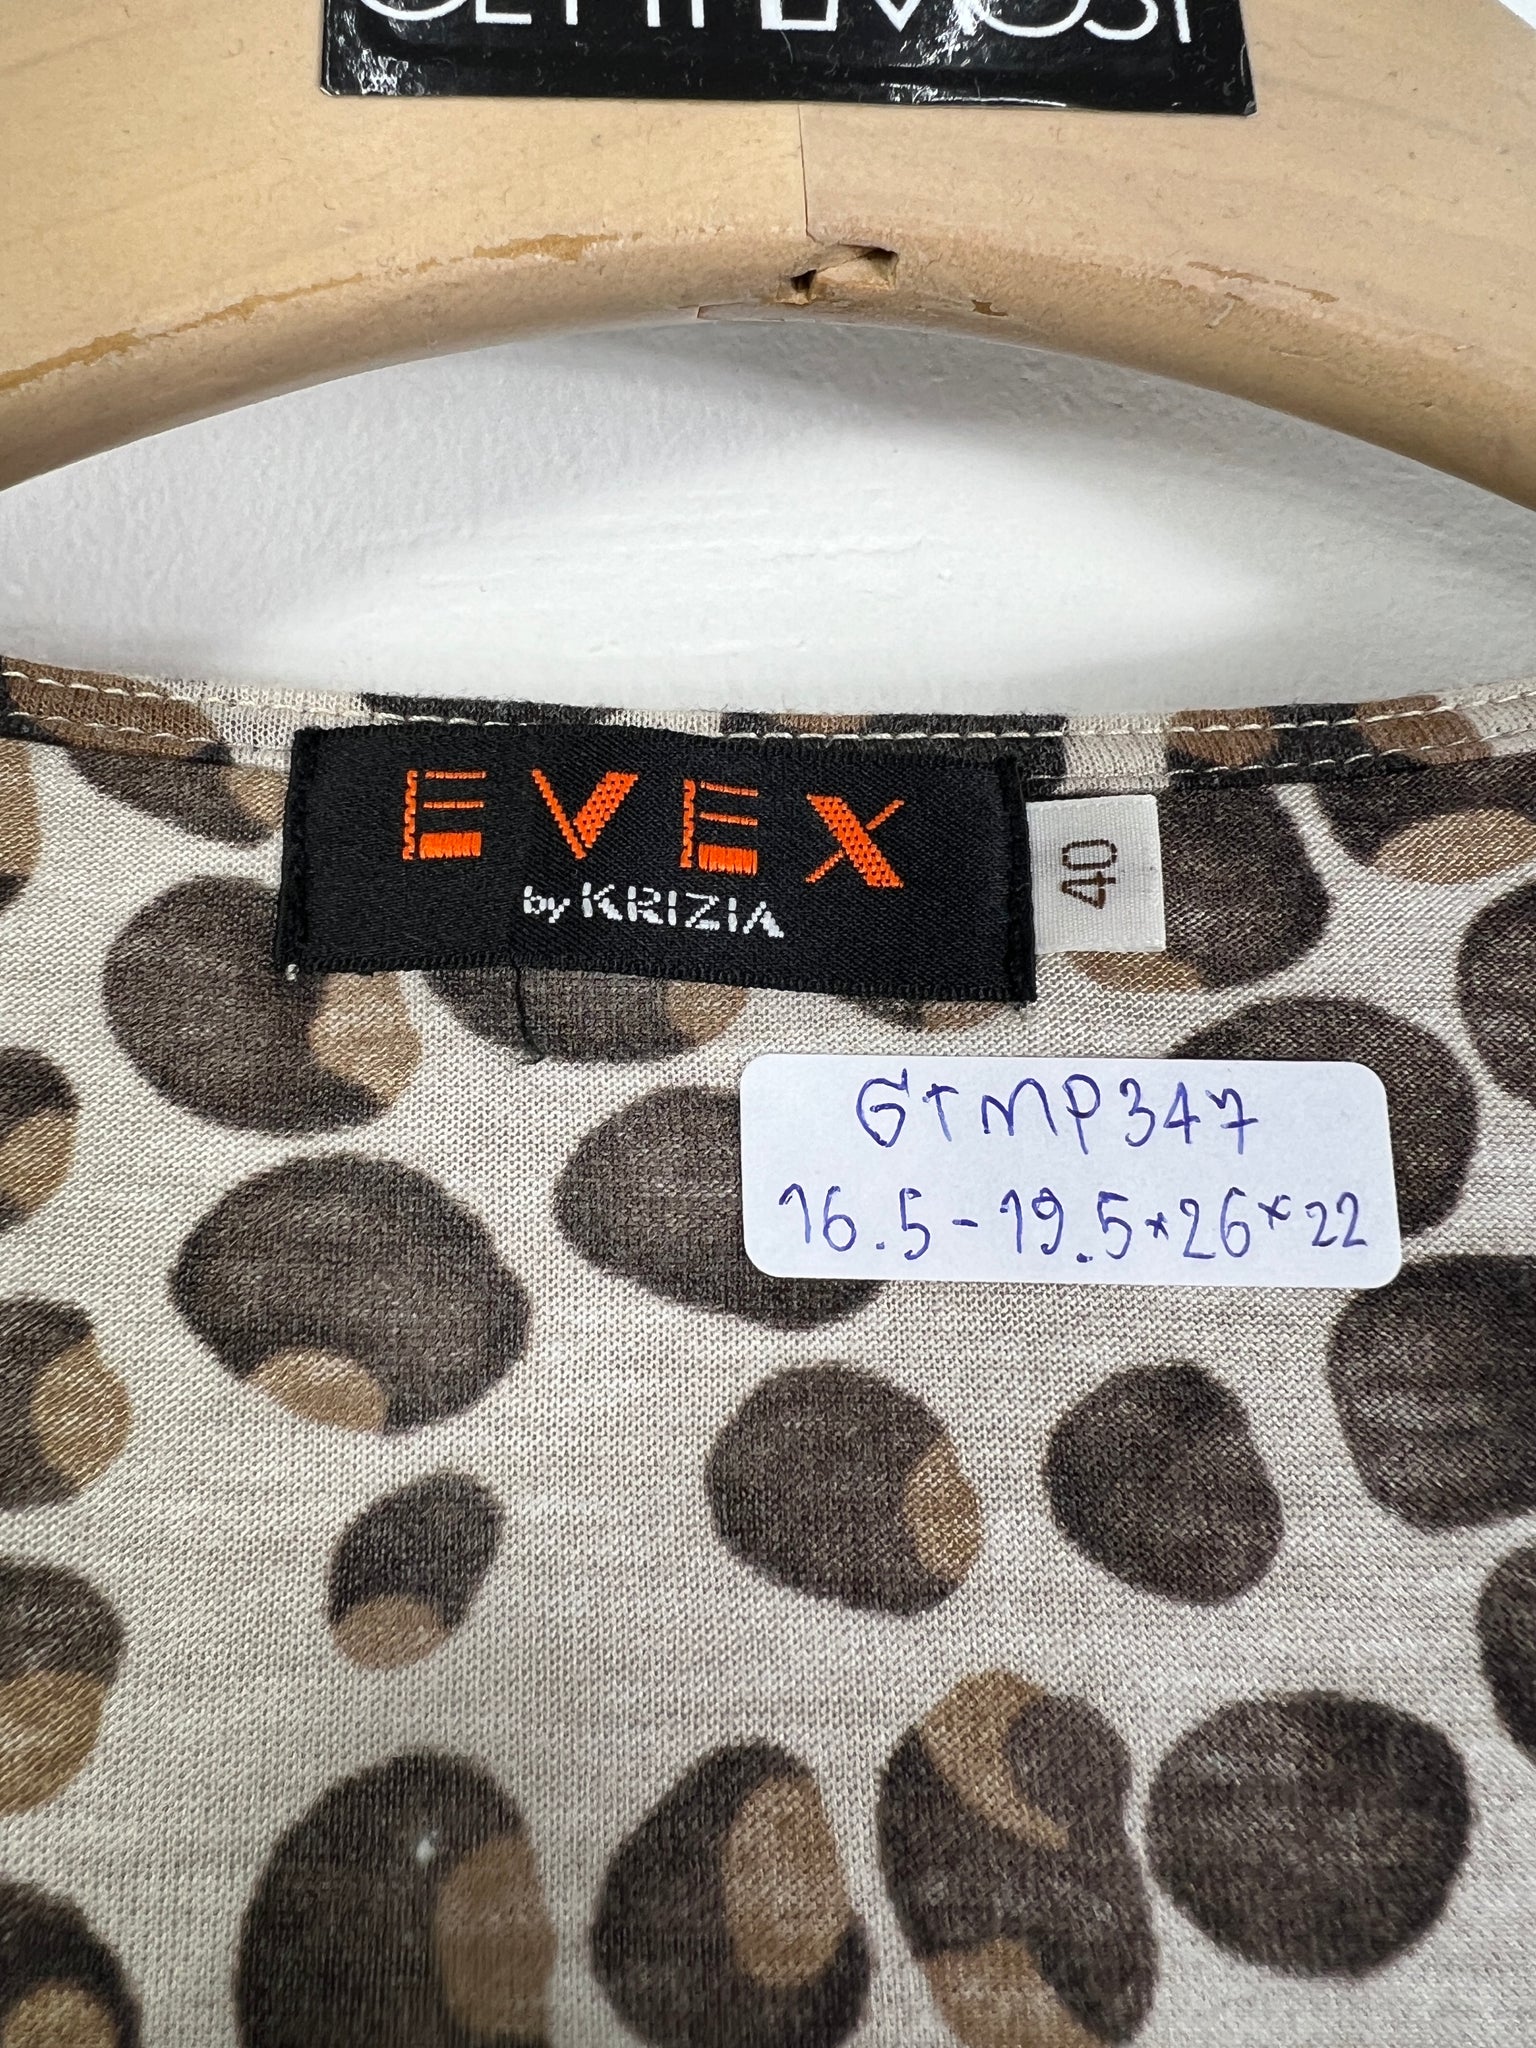 EVEX
by KRIZIA
40
GTMP347
16.5-19.5*26*22